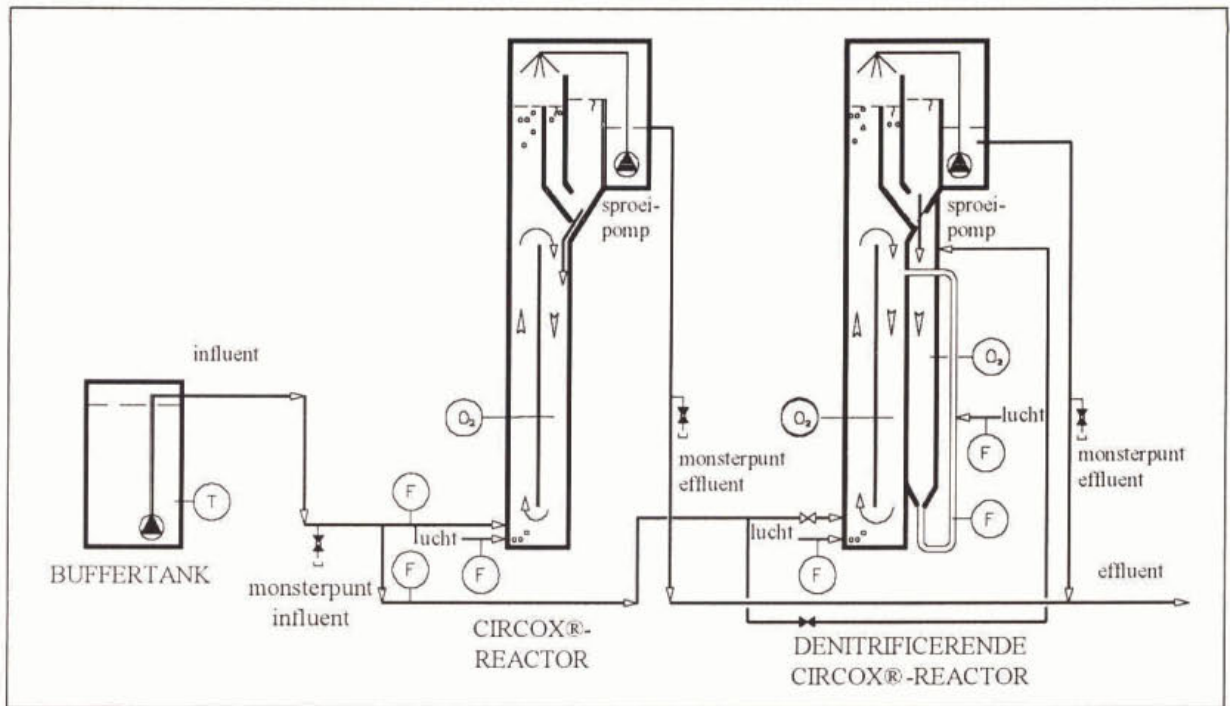 sproei-
pomp
sproei-
pomp
influent
O₂
O₂
O₂
lucht
F
T
F
monsterpunt
effluent
monsterpunt
effluent
F
lucht
F
F
lucht
F
BUFFERTANK
monsterpunt
influent
effluent
CIRCOX®-
REACTOR
DENITRIFICERENDE
CIRCOX®-REACTOR